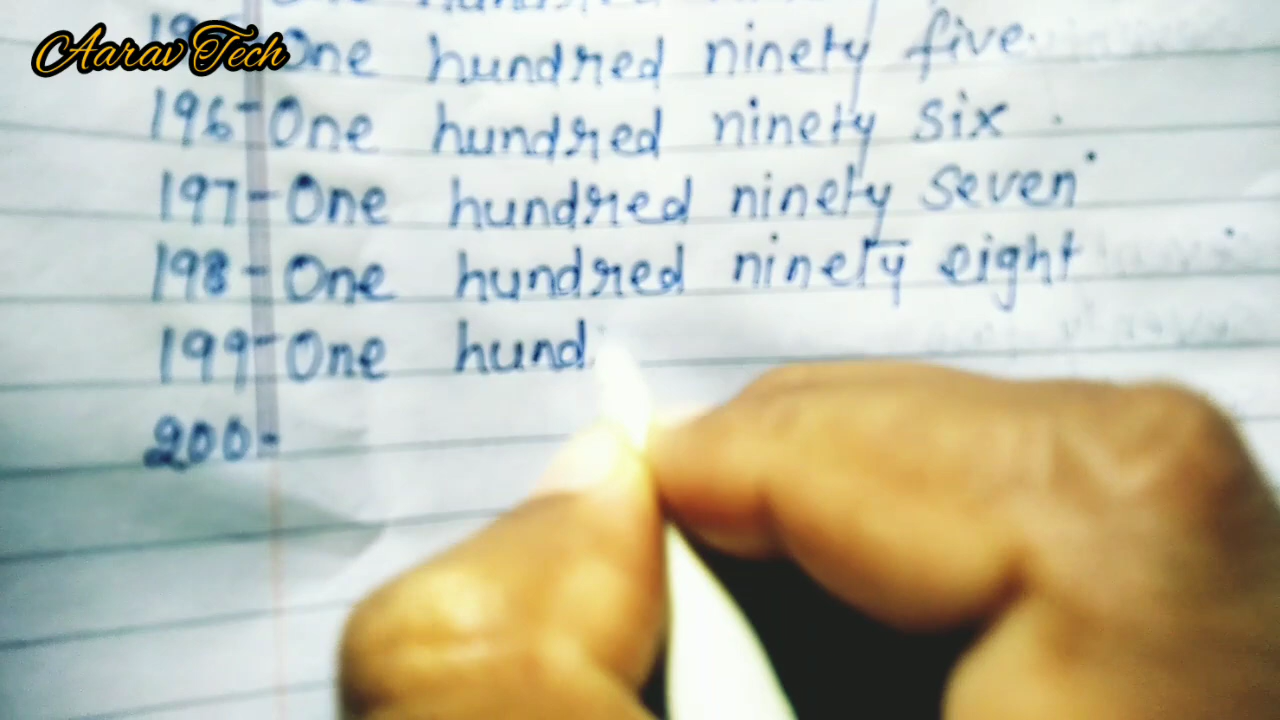 Aarav Tech
One hundred ninety five.
196-One hundred ninety six.
197-One hundred ninety seven
198-One hundred ninety eight
199-One hund
200-